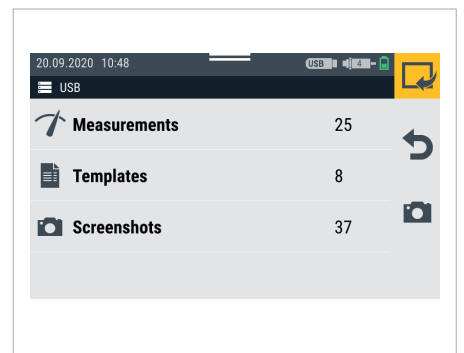 20.09.2020 10:48 USB 4
USB
Measurements 25
Templates 8
Screenshots 37